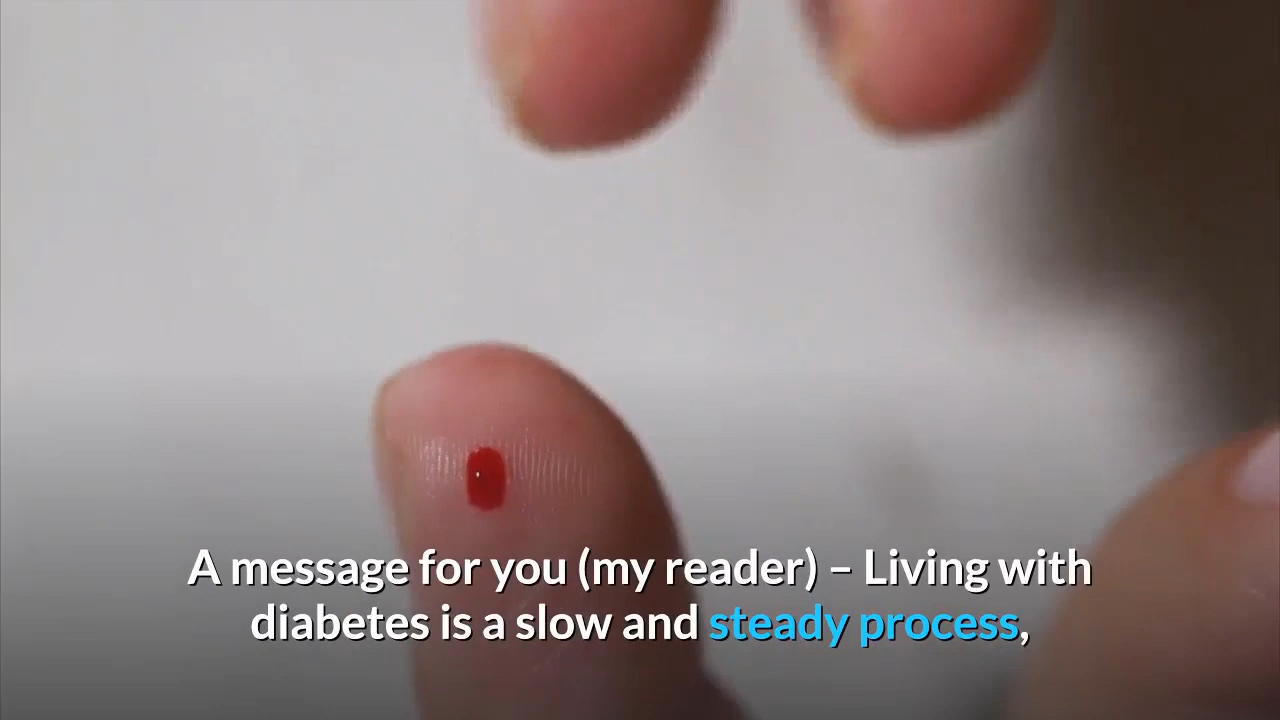 A message for you (my reader) – Living with
diabetes is a slow and steady process,